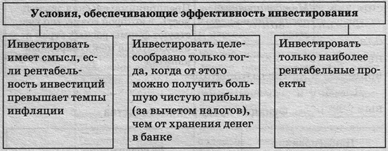 Условия, обеспечивающие эффективность инвестирования
Инвестировать
имеет смысл, ес-
ли рентабель-
ность инвестиций
превышает темпы
инфляции
Инвестировать целе-
сообразно только тог-
да, когда от этого
можно получить боль-
шую чистую прибыль
(за вычетом налогов),
чем от хранения денег
в банке
Инвестировать
только наиболее
рентабельные про-
екты